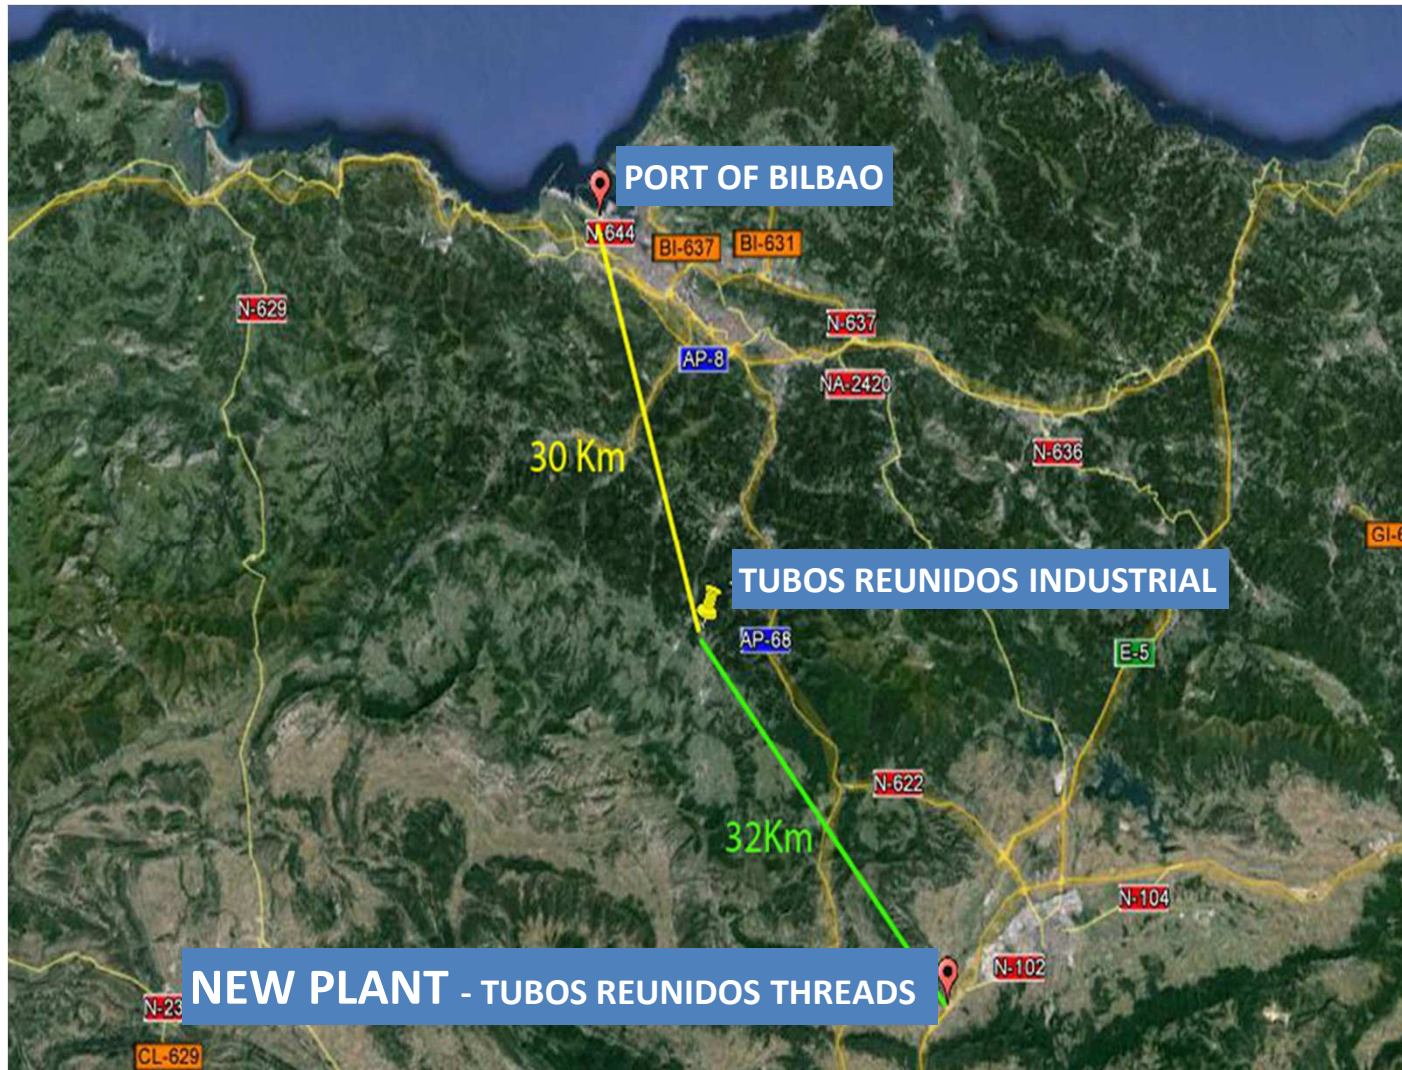 PORT OF BILBAO
N-644
BI-637
BI-631
N-629
N-637
AP-8
NA-2420
30 Km
N-636
TUBOS REUNIDOS INDUSTRIAL
AP-68
E-5
N-622
32Km
N-104
N-102
NEW PLANT - TUBOS REUNIDOS THREADS
N-23
CL-629